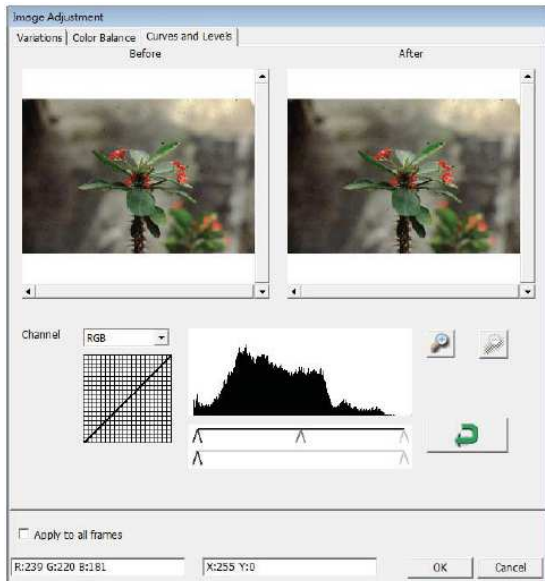 Image Adjustment
Variations Color Balance Curves and Levels
Before After
Channel RGB
Apply to all frames
R:239 G:220 B:181 X:255 Y:0 OK Cancel